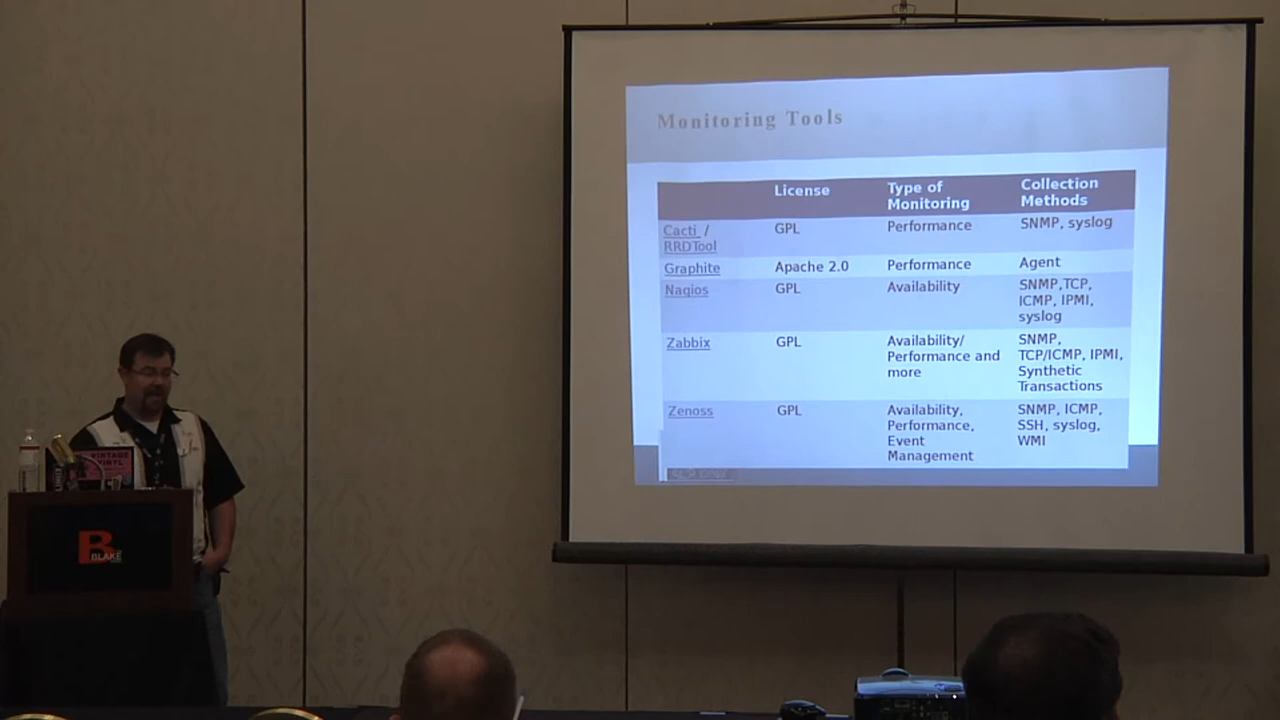 Monitoring Tools
License
Type of
Monitoring
Collection
Methods
Cacti /
RRDTool
GPL
Performance
SNMP, syslog
Graphite
Apache 2.0
Performance
Agent
Nagios
GPL
Availability
SNMP,TCP,
ICMP, IPMI,
syslog
Zabbix
GPL
Availability/
Performance and
more
SNMP,
TCP/ICMP, IPMI,
Synthetic
Transactions
Zenoss
GPL
Availability,
Performance,
Event
Management
SNMP, ICMP,
SSH, syslog,
WMI
VINTAGE
VINYL
B
BLAKE